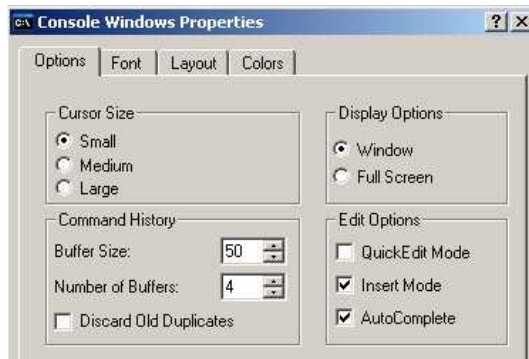 Console Windows Properties
Options Font Layout Colors
Cursor Size
Small
Medium
Large
Display Options
Window
Full Screen
Command History
Buffer Size: 50
Number of Buffers: 4
Discard Old Duplicates
Edit Options
QuickEdit Mode
Insert Mode
AutoComplete